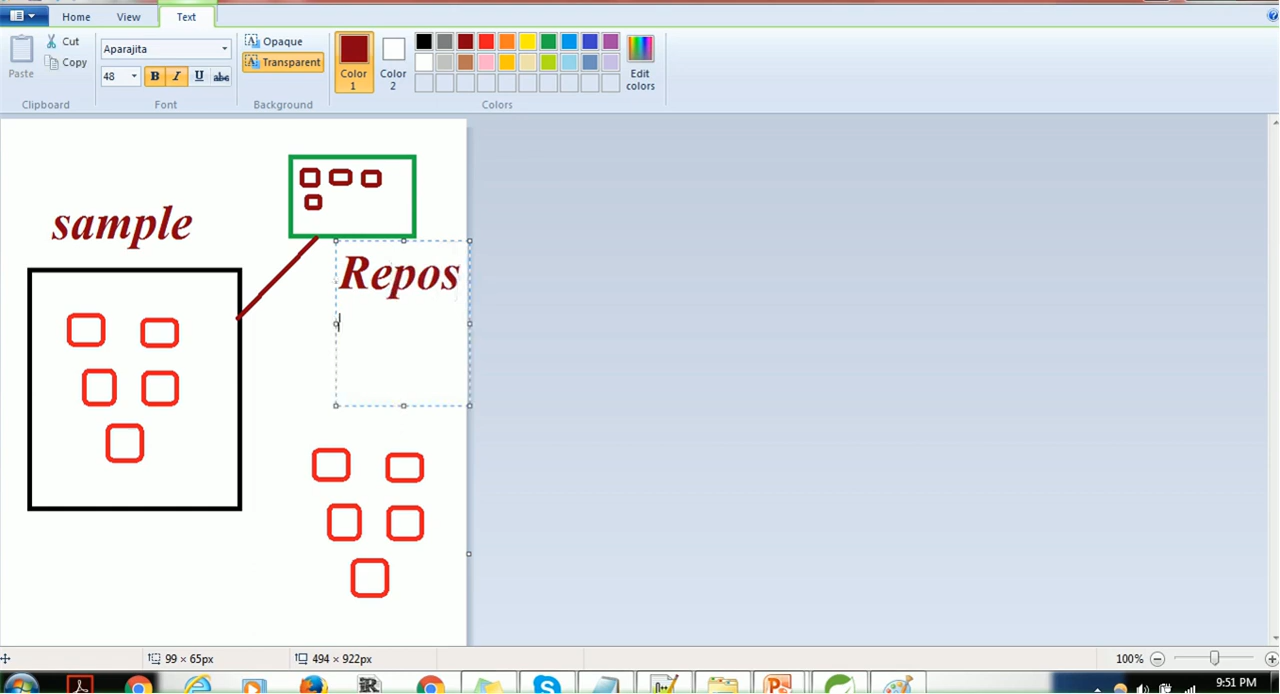 Home View Text
Cut
Copy
Paste
Clipboard
Aparajita
48 B I U abc
Font
Opaque
Transparent
Background
Color 1
Color 2
Edit colors
Colors
sample
Repos
99 × 65px
494 × 922px
100%
9:51 PM